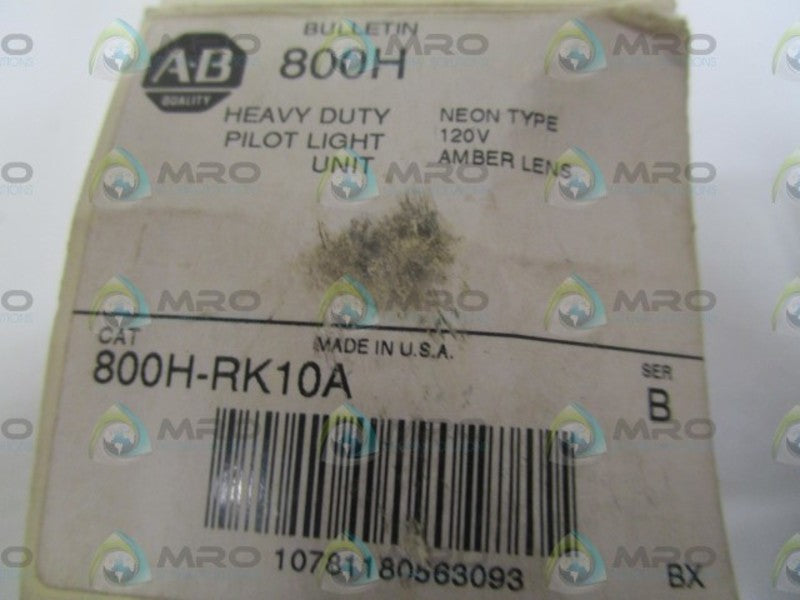 BULLETIN
A-B
QUALITY
800H
HEAVY DUTY
PILOT LIGHT
UNIT
NEON TYPE
120V
AMBER LENS
MADE IN U.S.A.
CAT
800H-RK10A
SER
B
10781180563093
BX
MRO